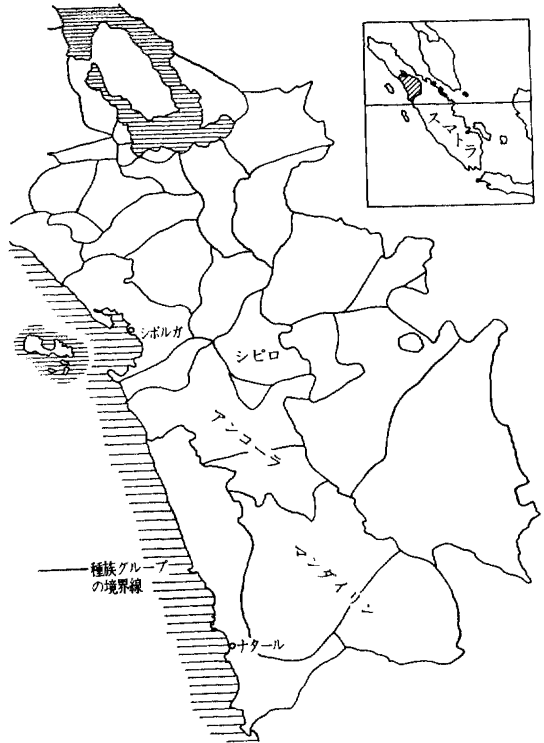 スマトラ
シボルガ
シピロ
アンコーラ
マンダイリン
種族グループ
の境界線
ナタール